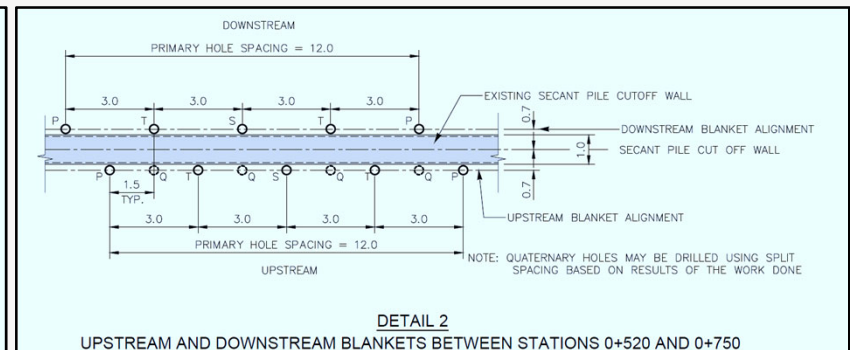 DOWNSTREAM
PRIMARY HOLE SPACING = 12.0
3.0 3.0 3.0 3.0
P T S T P
EXISTING SECANT PILE CUTOFF WALL
0.7
DOWNSTREAM BLANKET ALIGNMENT
1.0
SECANT PILE CUT OFF WALL
0.7
P Q T Q S Q T Q P
1.5
TYP.
UPSTREAM BLANKET ALIGNMENT
3.0 3.0 3.0 3.0
PRIMARY HOLE SPACING = 12.0
UPSTREAM
NOTE: QUATERNARY HOLES MAY BE DRILLED USING SPLIT
SPACING BASED ON RESULTS OF THE WORK DONE
DETAIL 2
UPSTREAM AND DOWNSTREAM BLANKETS BETWEEN STATIONS 0+520 AND 0+750